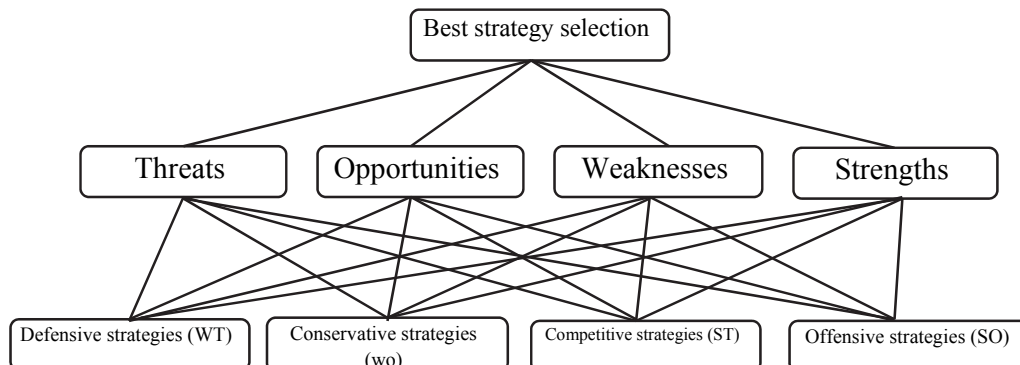 Best strategy selection
Threats
Opportunities
Weaknesses
Strengths
Defensive strategies (WT)
Conservative strategies
(wo)
Competitive strategies (ST)
Offensive strategies (SO)